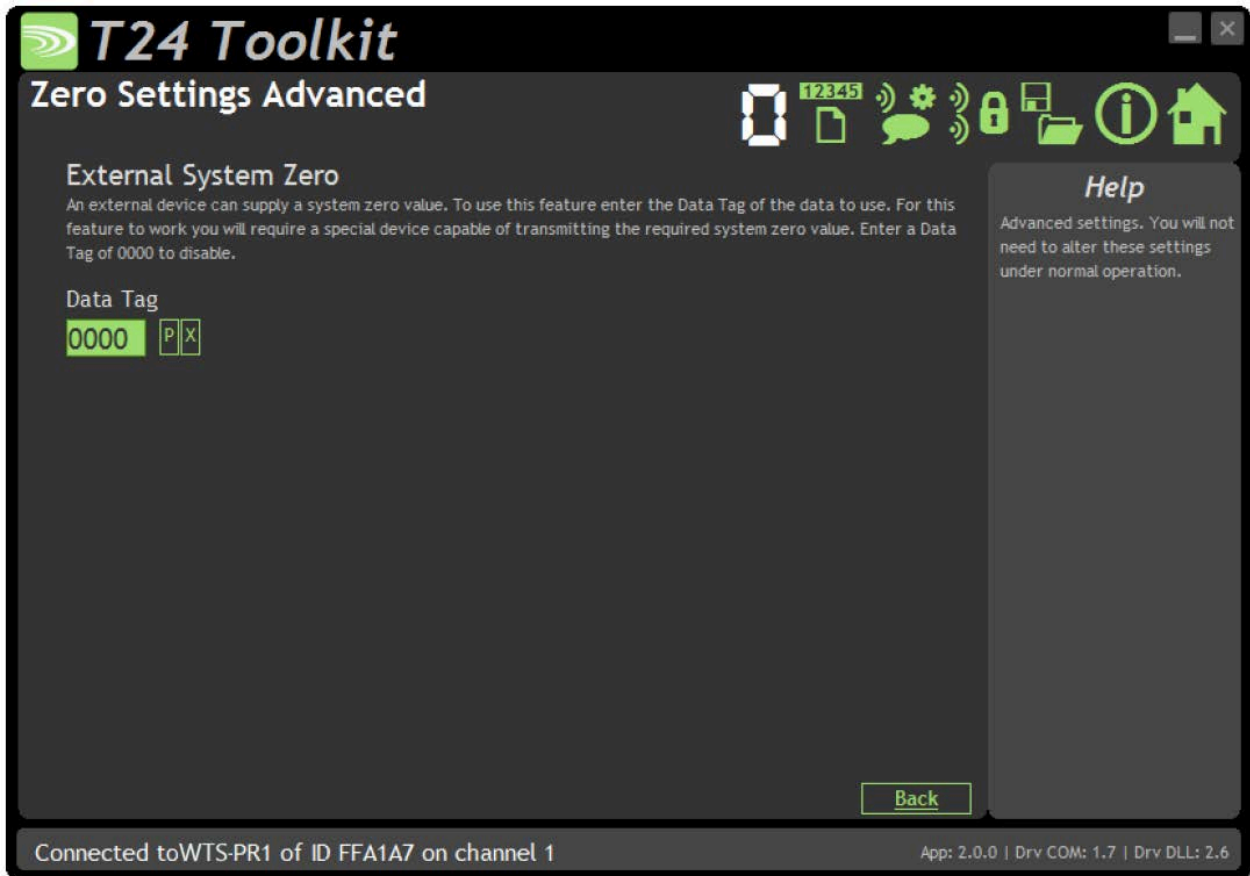 T24 Toolkit
Zero Settings Advanced
0
12345
External System Zero
An external device can supply a system zero value. To use this feature enter the Data Tag of the data to use. For this
feature to work you will require a special device capable of transmitting the required system zero value. Enter a Data
Tag of 0000 to disable.
Data Tag
0000 P X
Help
Advanced settings. You will not
need to alter these settings
under normal operation.
Back
Connected toWTS-PR1 of ID FFA1A7 on channel 1
App: 2.0.0 | Drv COM: 1.7 | Drv DLL: 2.6